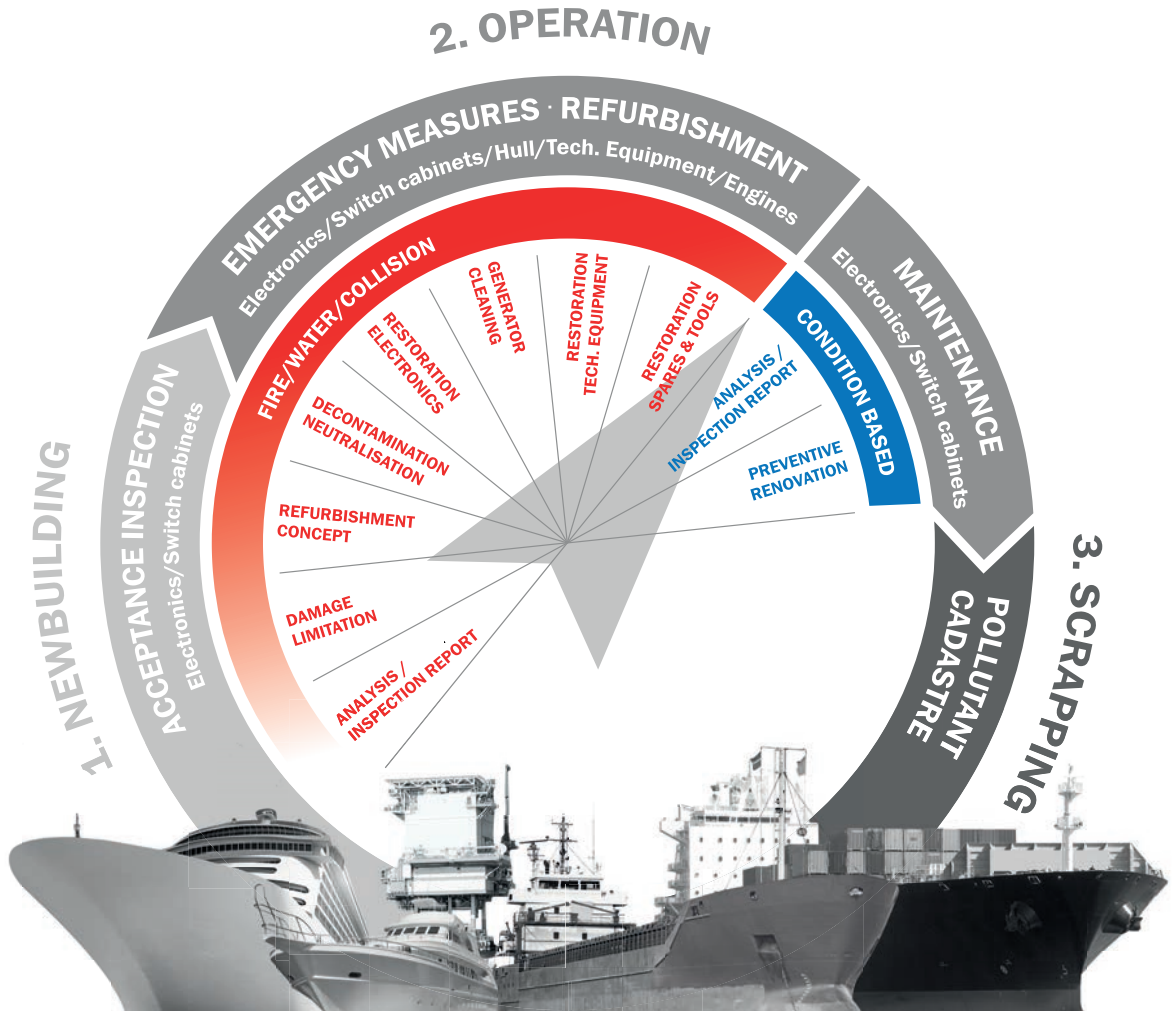 2. OPERATION
EMERGENCY MEASURES · REFURBISHMENT
Electronics/Switch cabinets/Hull/Tech. Equipment/Engines
MAINTENANCE
Electronics/Switch cabinets
1. NEWBUILDING
ACCEPTANCE INSPECTION
Electronics/Switch cabinets
3. SCRAPPING
POLLUTANT
CADASTRE
FIRE/WATER/COLLISION
CONDITION BASED
ANALYSIS /
INSPECTION REPORT
DAMAGE
LIMITATION
REFURBISHMENT
CONCEPT
DECONTAMINATION
NEUTRALISATION
RESTORATION
ELECTRONICS
GENERATOR
CLEANING
RESTORATION
TECH. EQUIPMENT
RESTORATION
SPARES & TOOLS
ANALYSIS /
INSPECTION REPORT
PREVENTIVE
RENOVATION